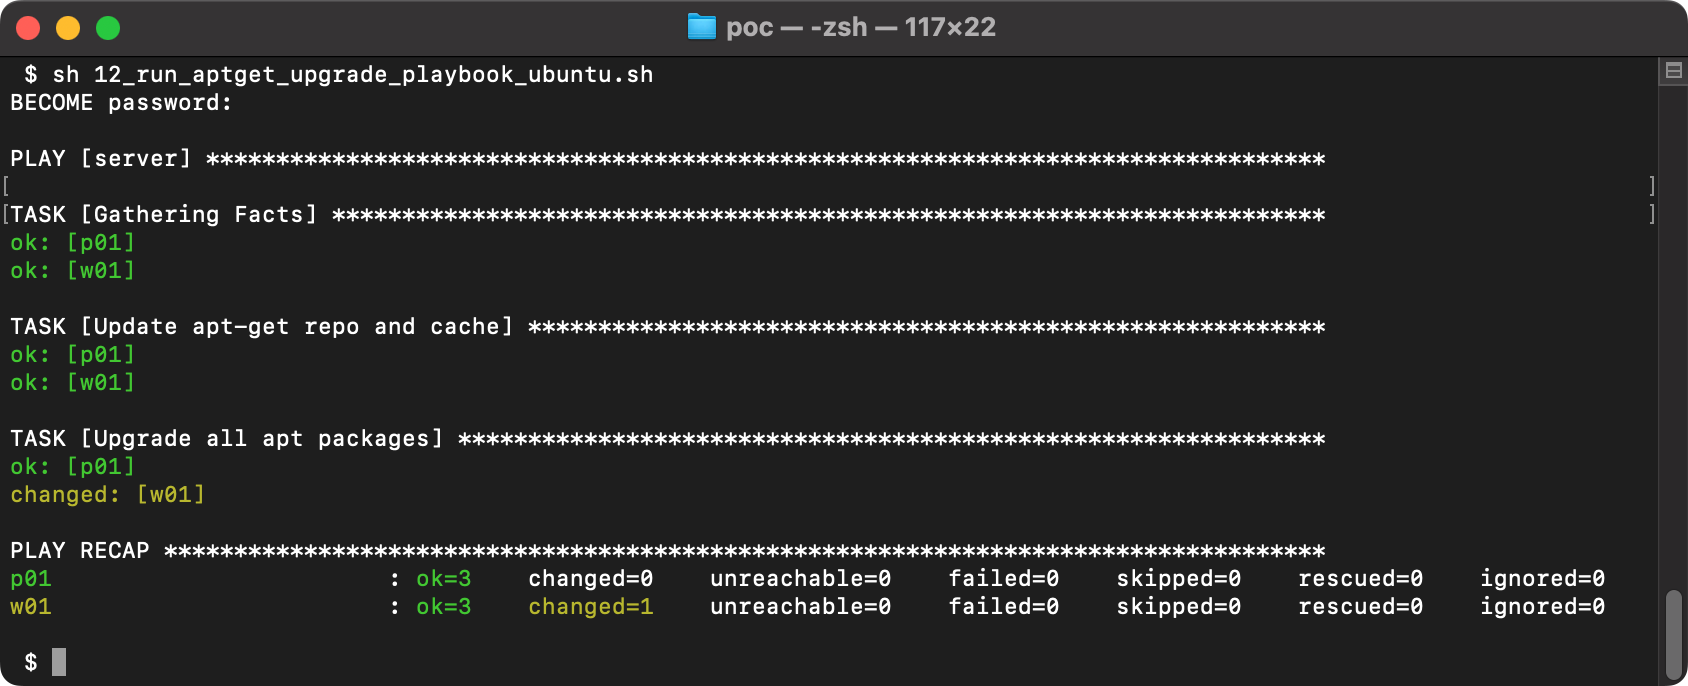 poc — -zsh — 117×22
$ sh 12_run_aptget_upgrade_playbook_ubuntu.sh
BECOME password:
PLAY [server] ********************************************************************************
[ ]
[TASK [Gathering Facts] *********************************************************************** ]
ok: [p01]
ok: [w01]
TASK [Update apt-get repo and cache] *********************************************************
ok: [p01]
ok: [w01]
TASK [Upgrade all apt packages] **************************************************************
ok: [p01]
changed: [w01]
PLAY RECAP ***********************************************************************************
p01 : ok=3 changed=0 unreachable=0 failed=0 skipped=0 rescued=0 ignored=0
w01 : ok=3 changed=1 unreachable=0 failed=0 skipped=0 rescued=0 ignored=0
$